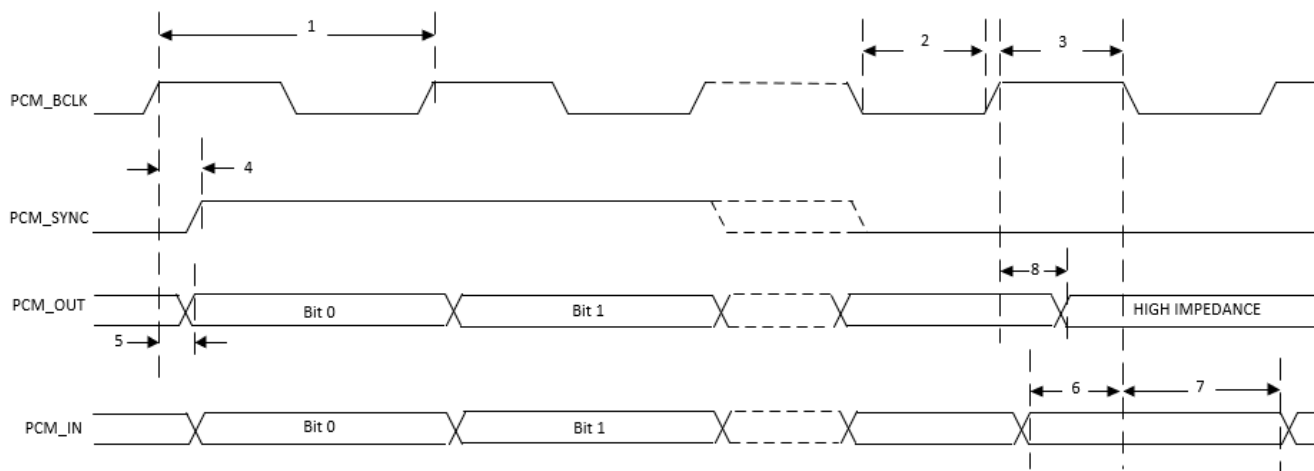 1
2
3
PCM_BCLK
4
PCM_SYNC
8
PCM_OUT
Bit 0
Bit 1
HIGH IMPEDANCE
5
6
7
PCM_IN
Bit 0
Bit 1